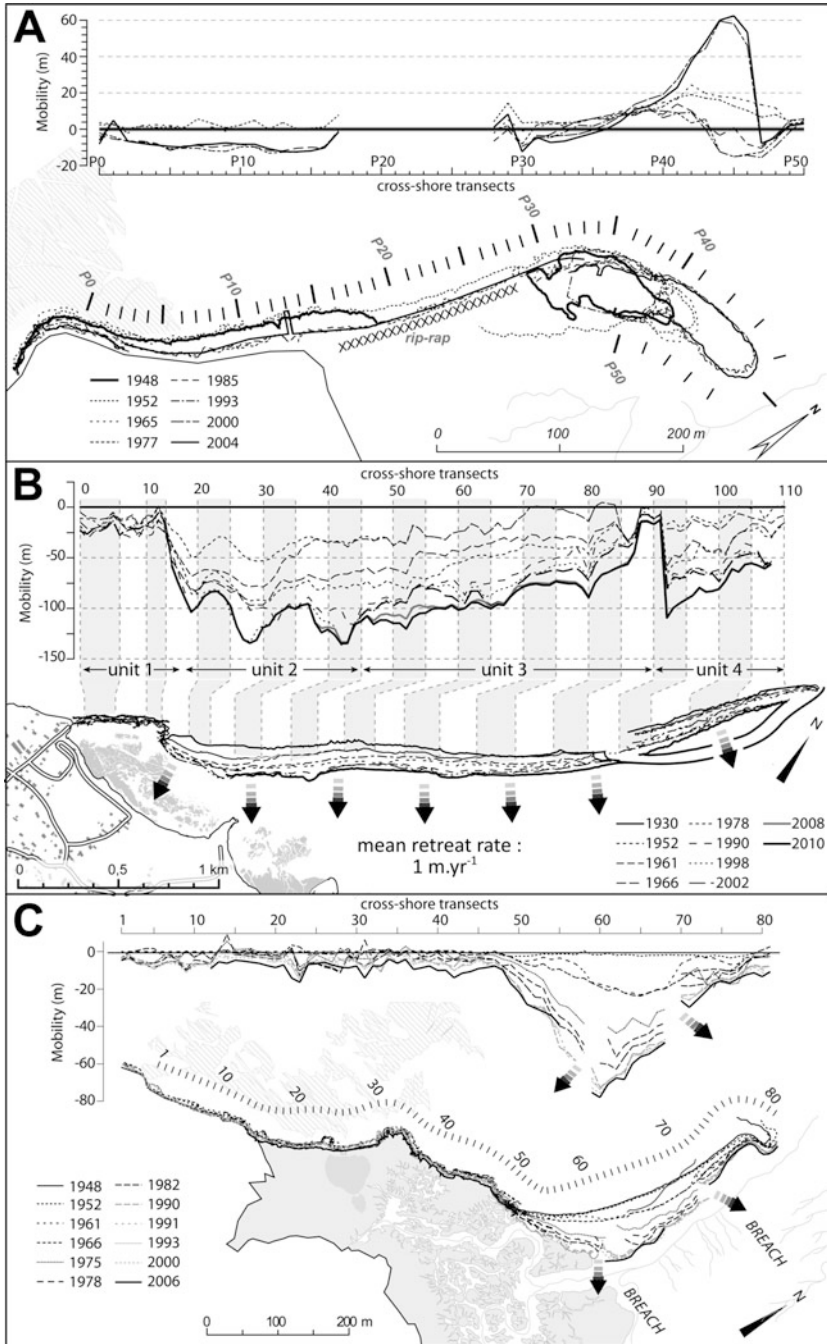 A
Mobility (m)
60
40
20
0
-20
P0
P10
P20
P30
P40
P50
cross-shore transects
P0
P10
P20
P30
P40
P50
rip-rap
1948
1952
1965
1977
1985
1993
2000
2004
0
100
200 m
N
B
cross-shore transects
0
10
20
30
40
50
60
70
80
90
100
110
Mobility (m)
0
-50
-100
-150
unit 1
unit 2
unit 3
unit 4
N
mean retreat rate :
1 m.yr-1
0
0,5
1 km
1930
1952
1961
1966
1978
1990
1998
2002
2008
2010
C
cross-shore transects
1
10
20
30
40
50
60
70
80
Mobility (m)
0
-20
-40
-60
-80
1
10
20
30
40
50
60
70
80
BREACH
BREACH
1948
1952
1961
1966
1975
1978
1982
1990
1991
1993
2000
2006
0
100
200 m
N